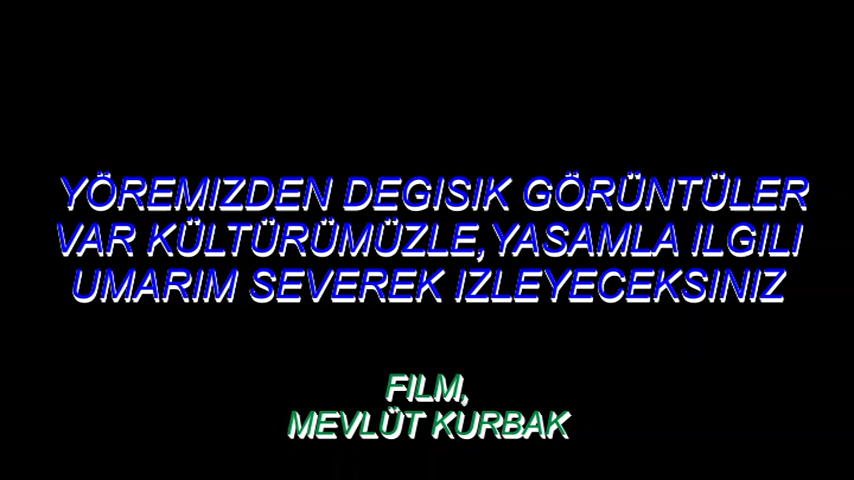 YÖREMIZDEN DEGISIK GÖRÜNTÜLER
VAR KÜLTÜRÜMÜZLE,YASAMLA ILGILI
UMARIM SEVEREK IZLEYECEKSINIZ
FILM,
MEVLÜT KURBAK